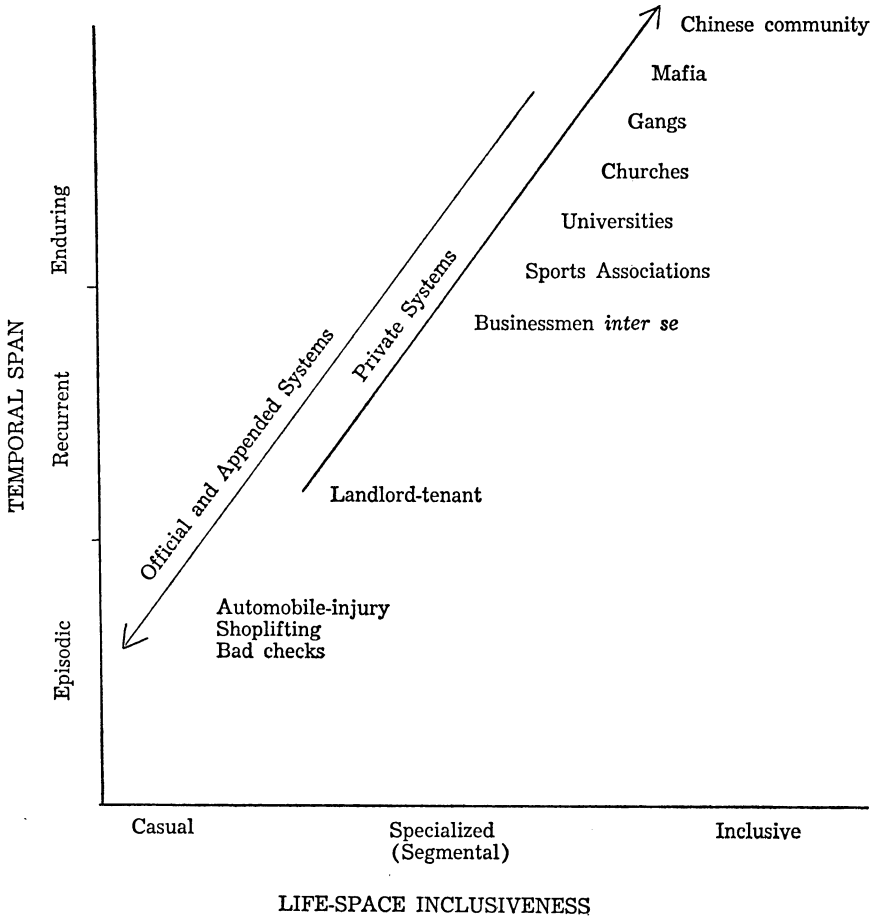 Chinese community
Mafia
Gangs
Churches
Universities
Sports Associations
Businessmen inter se
Landlord-tenant
Automobile-injury
Shoplifting
Bad checks
Private Systems
Official and Appended Systems
TEMPORAL SPAN
Enduring
Recurrent
Episodic
Casual
Specialized
(Segmental)
Inclusive
LIFE-SPACE INCLUSIVENESS